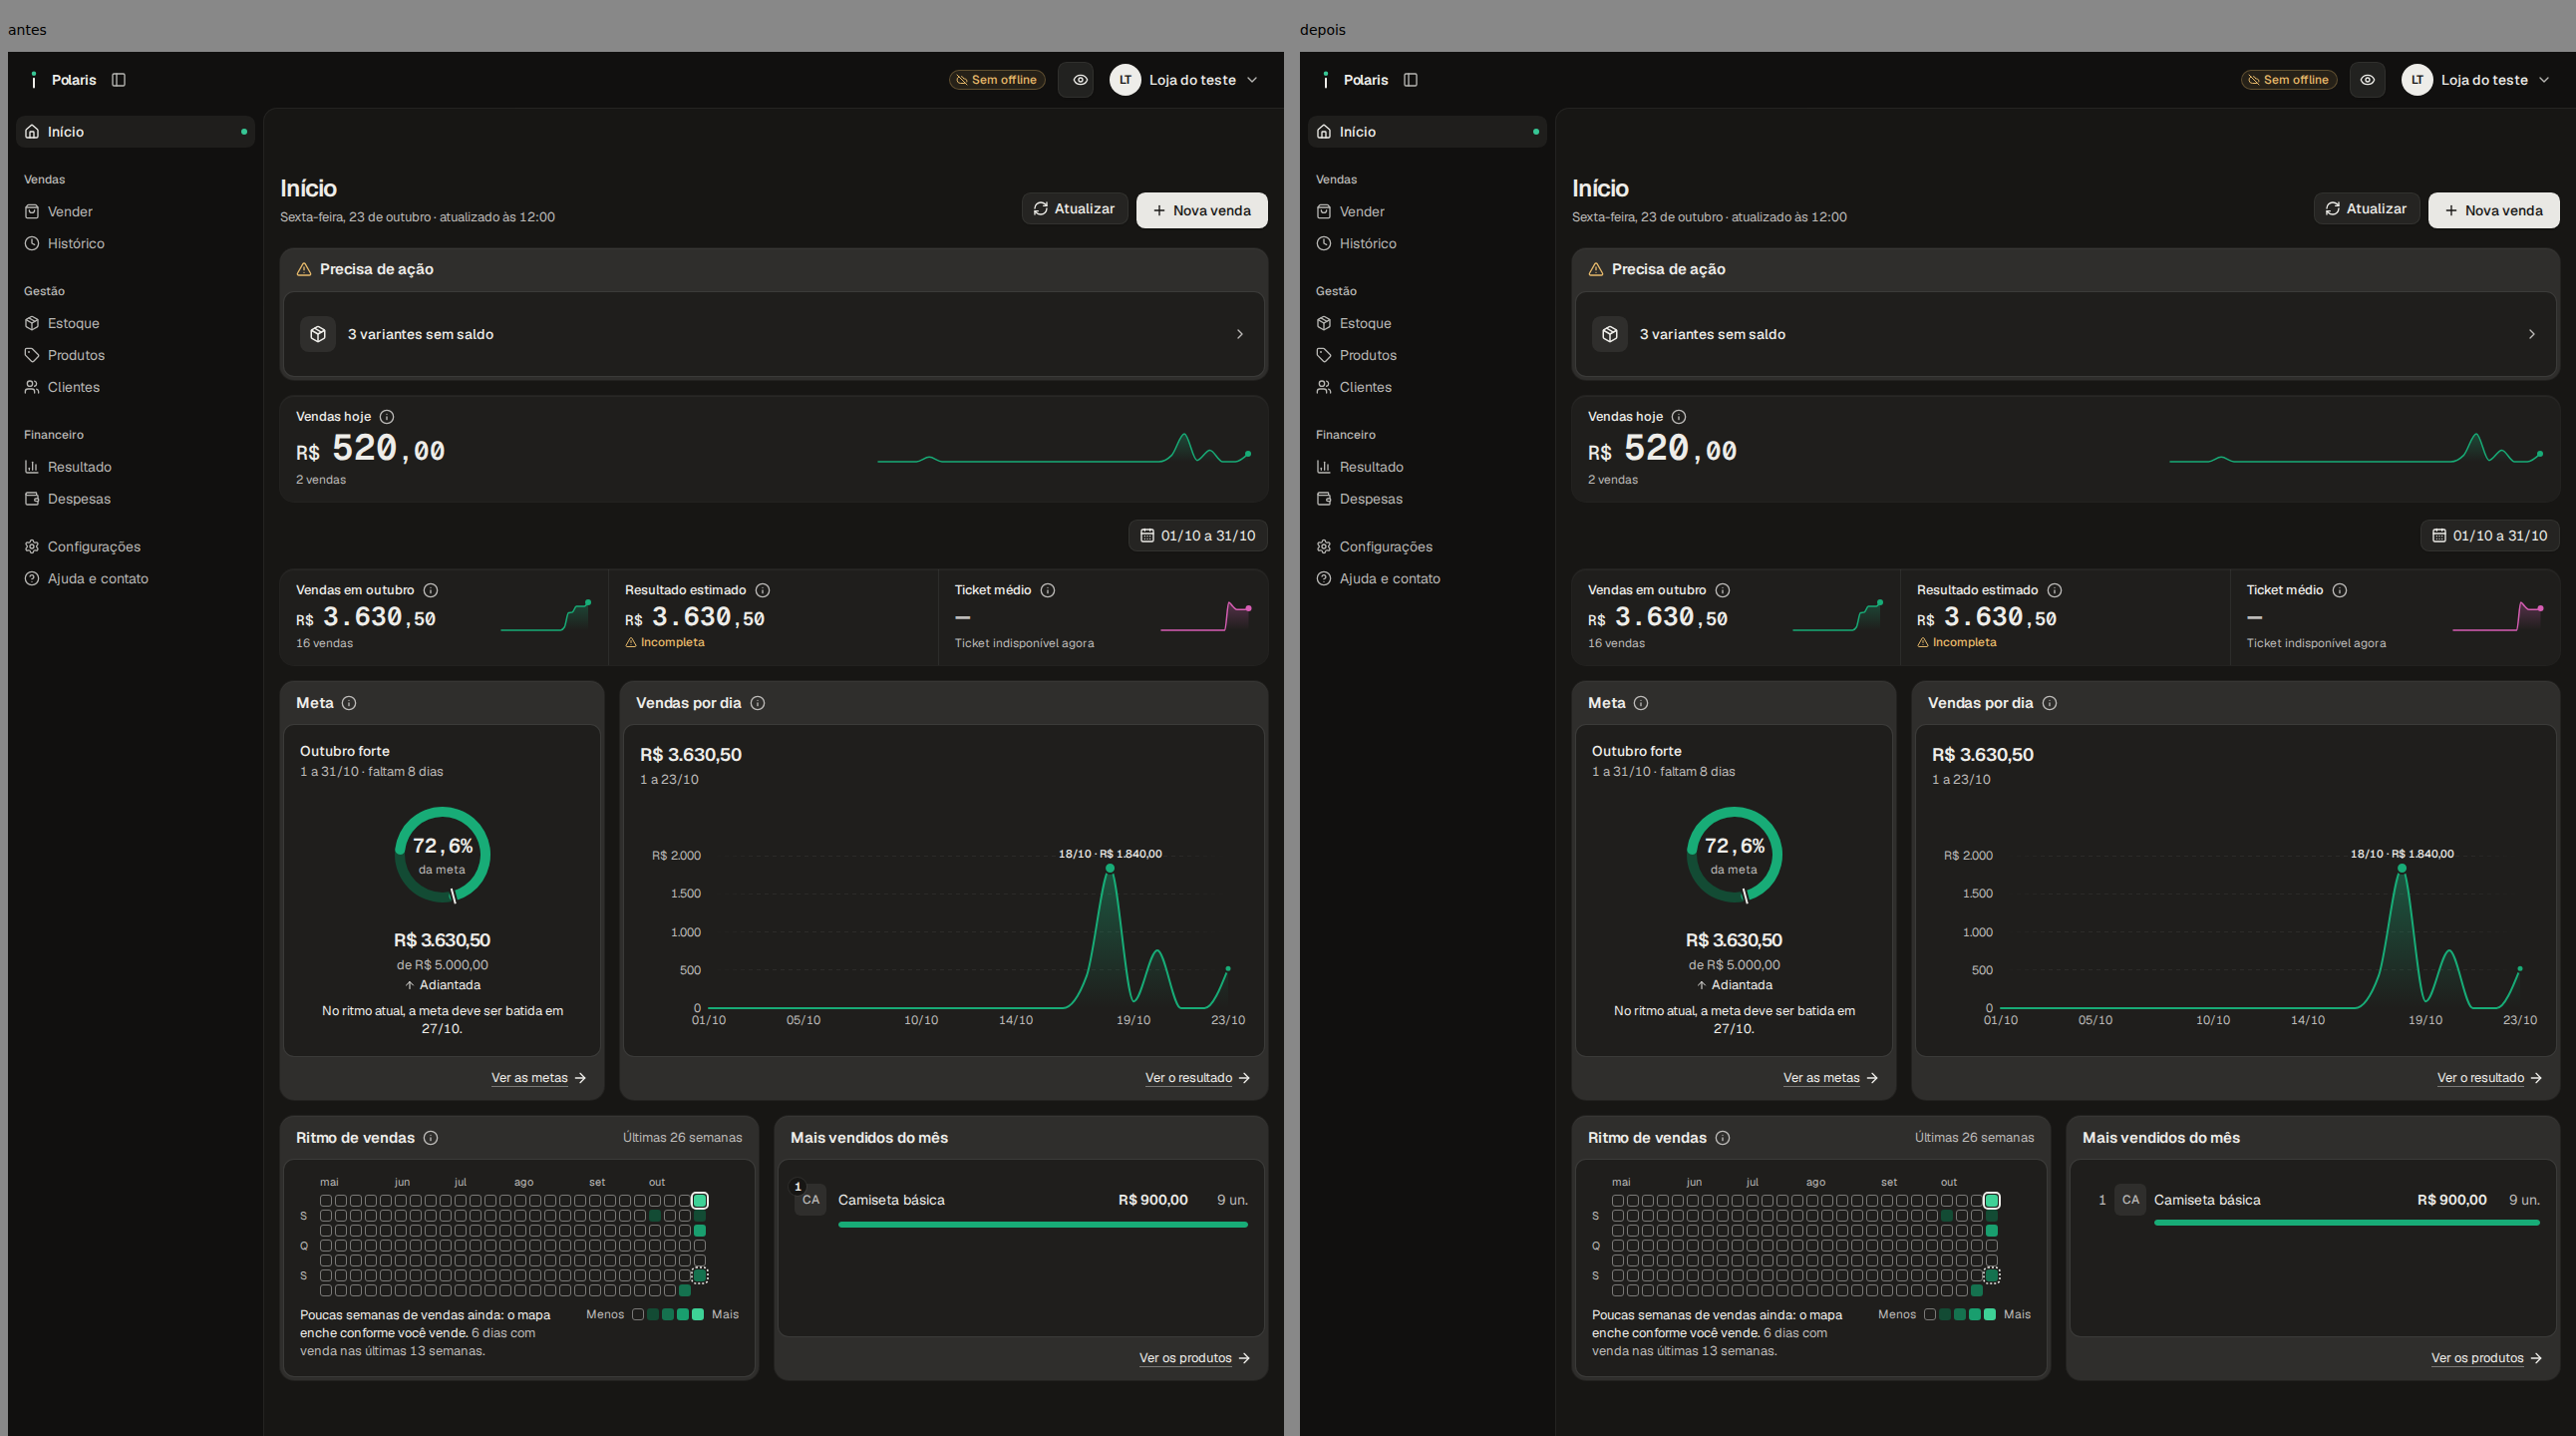 antes
Polaris
Sem offline
LT
Loja do teste
Início
Vendas
Vender
Histórico
Gestão
Estoque
Produtos
Clientes
Financeiro
Resultado
Despesas
Configurações
Ajuda e contato
Início
Sexta-feira, 23 de outubro · atualizado às 12:00
Atualizar
Nova venda
Precisa de ação
3 variantes sem saldo
Vendas hoje
R$ 520,00
2 vendas
01/10 a 31/10
Vendas em outubro
R$ 3.630,50
16 vendas
Resultado estimado
R$ 3.630,50
Incompleta
Ticket médio
—
Ticket indisponível agora
Meta
Outubro forte
1 a 31/10 · faltam 8 dias
72,6%
da meta
R$ 3.630,50
de R$ 5.000,00
Adiantada
No ritmo atual, a meta deve ser batida em
27/10.
Ver as metas
Vendas por dia
R$ 3.630,50
1 a 23/10
18/10 · R$ 1.840,00
R$ 2.000
1.500
1.000
500
0
01/10 05/10 10/10 14/10 19/10 23/10
Ver o resultado
Ritmo de vendas
Últimas 26 semanas
mai jun jul ago set out
S
Q
S
Poucas semanas de vendas ainda: o mapa
enche conforme você vende. 6 dias com
venda nas últimas 13 semanas.
Menos Mais
Mais vendidos do mês
1
CA
Camiseta básica
R$ 900,00
9 un.
Ver os produtos
depois
Polaris
Sem offline
LT
Loja do teste
Início
Vendas
Vender
Histórico
Gestão
Estoque
Produtos
Clientes
Financeiro
Resultado
Despesas
Configurações
Ajuda e contato
Início
Sexta-feira, 23 de outubro · atualizado às 12:00
Atualizar
Nova venda
Precisa de ação
3 variantes sem saldo
Vendas hoje
R$ 520,00
2 vendas
01/10 a 31/10
Vendas em outubro
R$ 3.630,50
16 vendas
Resultado estimado
R$ 3.630,50
Incompleta
Ticket médio
—
Ticket indisponível agora
Meta
Outubro forte
1 a 31/10 · faltam 8 dias
72,6%
da meta
R$ 3.630,50
de R$ 5.000,00
Adiantada
No ritmo atual, a meta deve ser batida em
27/10.
Ver as metas
Vendas por dia
R$ 3.630,50
1 a 23/10
18/10 · R$ 1.840,00
R$ 2.000
1.500
1.000
500
0
01/10 05/10 10/10 14/10 19/10 23/10
Ver o resultado
Ritmo de vendas
Últimas 26 semanas
mai jun jul ago set out
S
Q
S
Poucas semanas de vendas ainda: o mapa
enche conforme você vende. 6 dias com
venda nas últimas 13 semanas.
Menos Mais
Mais vendidos do mês
1
CA
Camiseta básica
R$ 900,00
9 un.
Ver os produtos